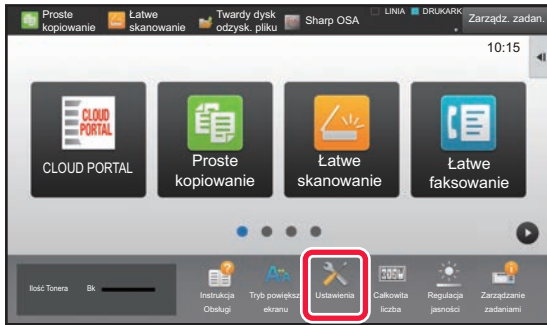 Proste
kopiowanie
Łatwe
skanowanie
Twardy dysk
odzysk. pliku
Sharp OSA
LINIA
DRUKARK
Zarządz. zadan.
10:15
CLOUD
PORTAL
CLOUD PORTAL
Proste
kopiowanie
Łatwe
skanowanie
Łatwe
faksowanie
Ilość Tonera Bk
Instrukcja
Obsługi
Tryb powiększ
ekranu
Ustawienia
Całkowita
liczba
Regulacja
jasności
Zarządzanie
zadaniami